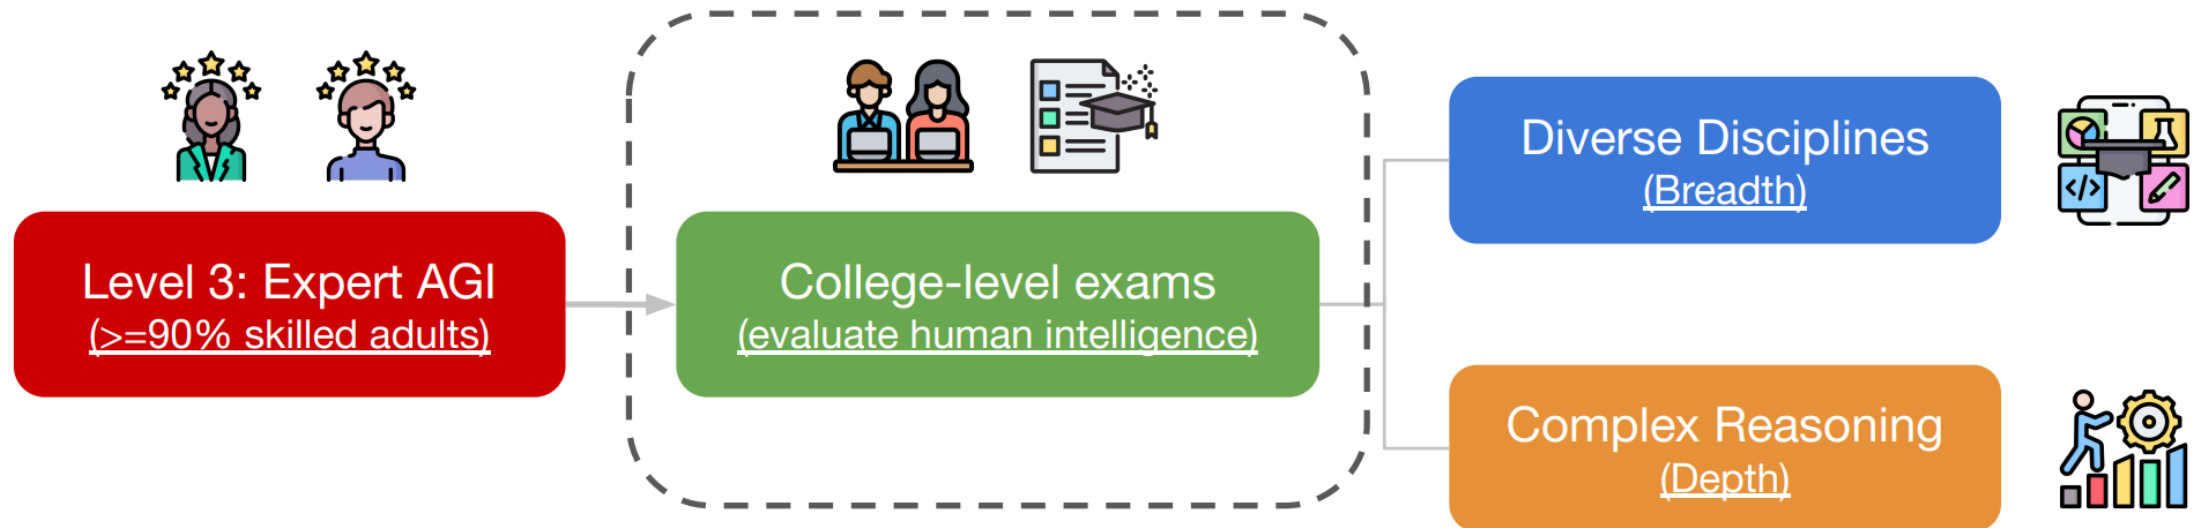 Level 3: Expert AGI
(>=90% skilled adults)
College-level exams
(evaluate human intelligence)
Diverse Disciplines
(Breadth)
</>
Complex Reasoning
(Depth)